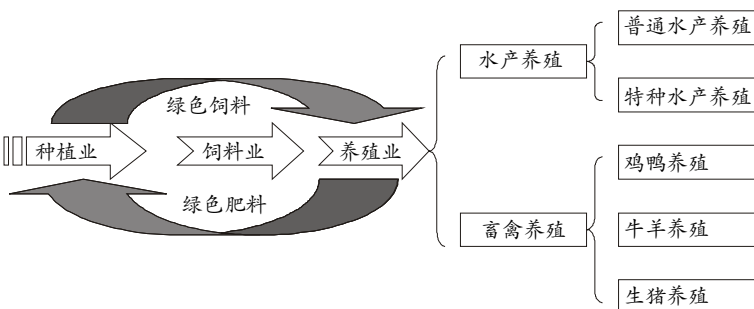 普通水产养殖
水产养殖
特种水产养殖
绿色饲料
种植业
饲料业
养殖业
绿色肥料
鸡鸭养殖
畜禽养殖
牛羊养殖
生猪养殖